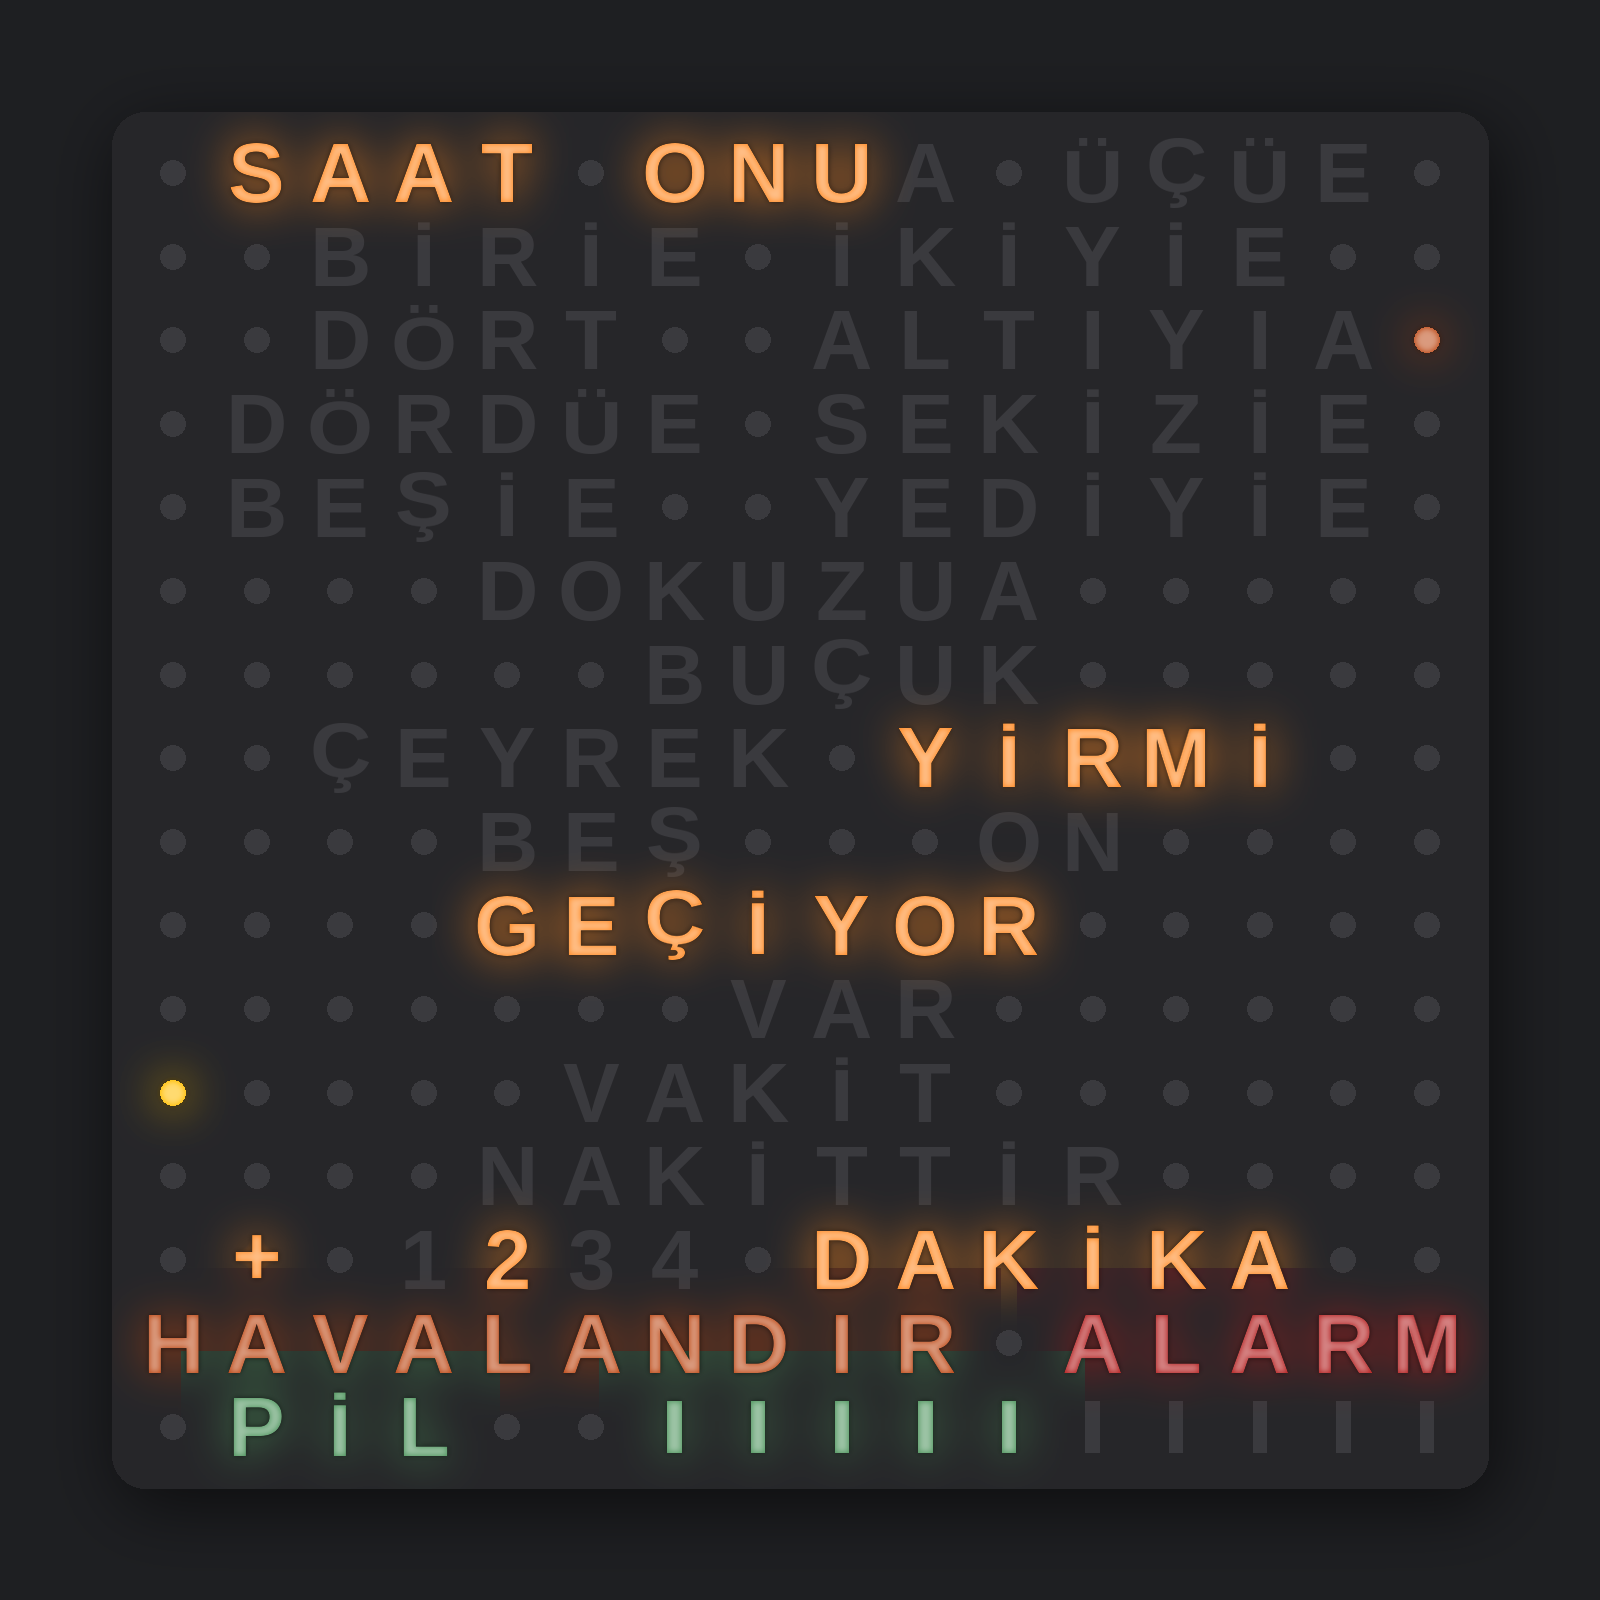 SAAT ONUA ÜÇÜE
BİRİE İKİYİE
DÖRT ALTIYIA
DÖRDÜE SEKİZİE
BEŞİE YEDİYİE
DOKUZUA
BUÇUK
ÇEYREK YİRMİ
BEŞ ON
GEÇİYOR
VAR
VAKİT
NAKİTTİR
+ 1234 DAKİKA
HAVALANDIR ALARM
PİL IIIIIIIIII